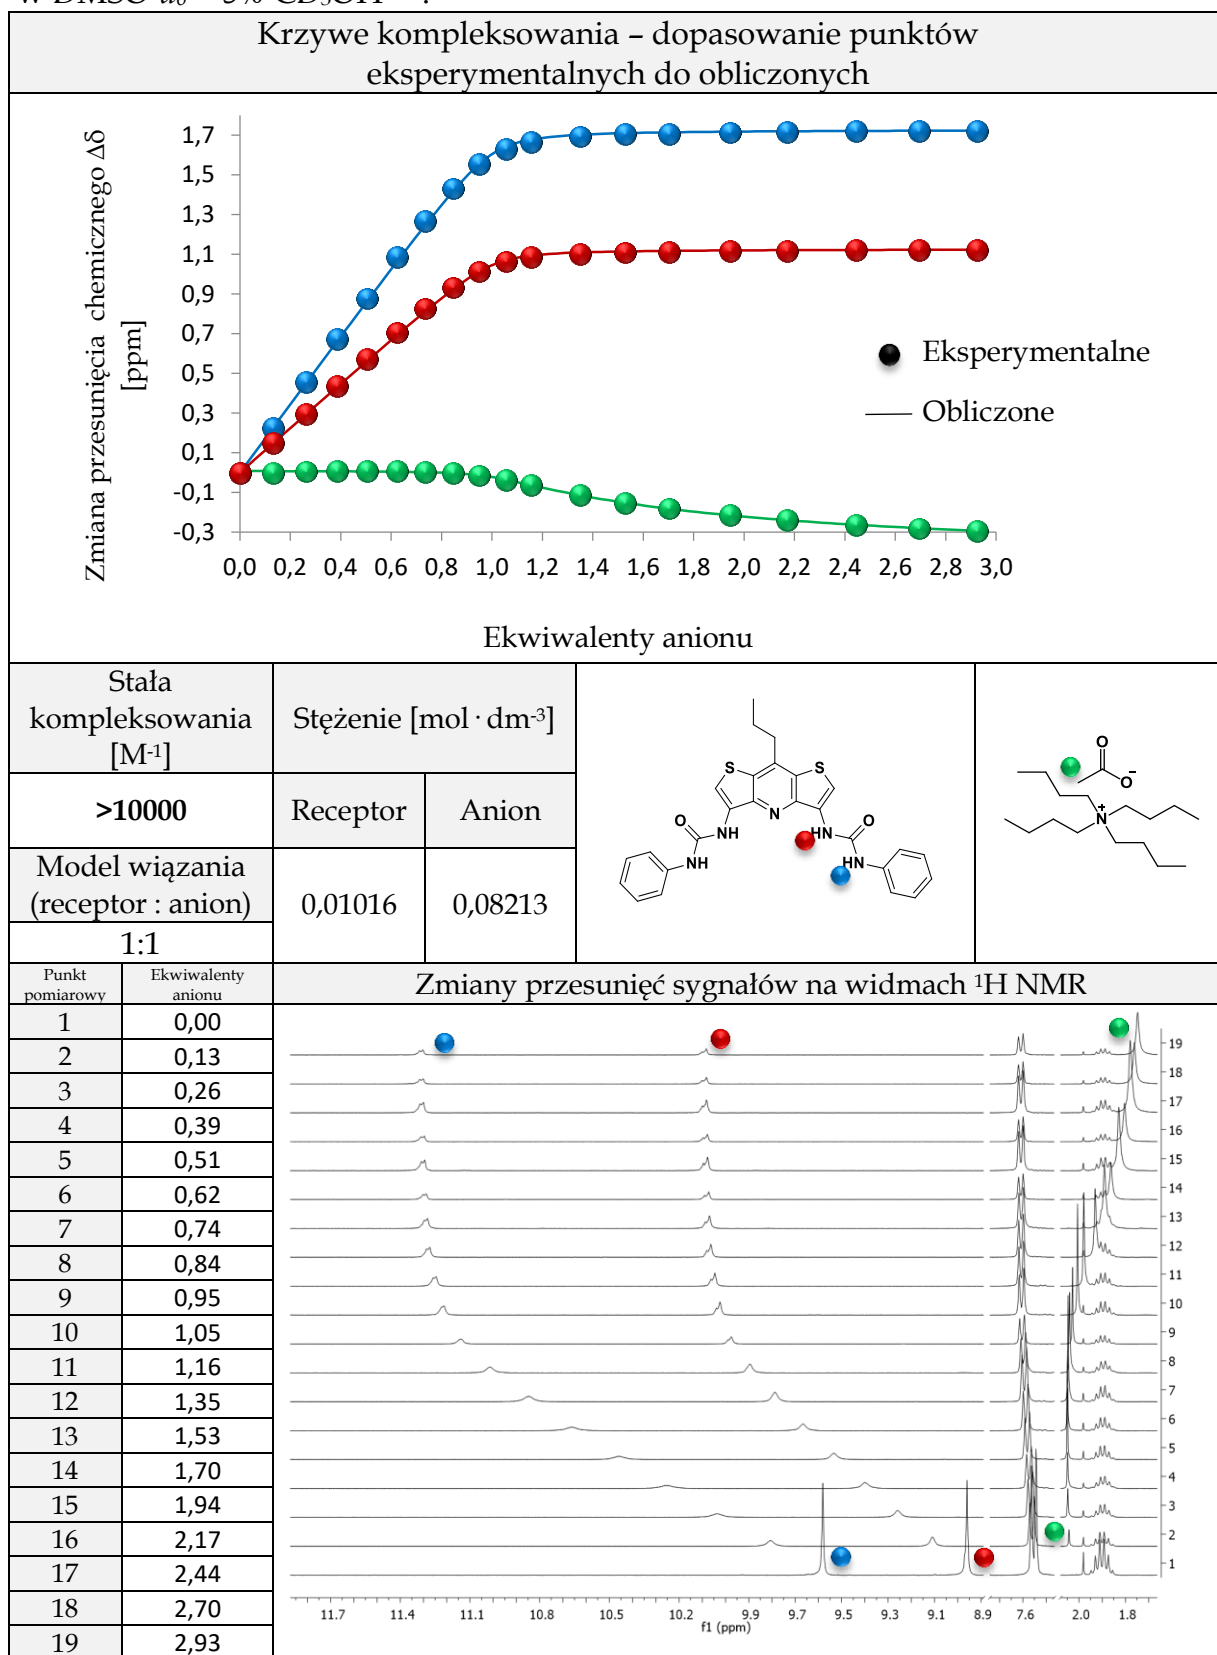 w DMSO-d₆ + 5% CD₃OH
Krzywe kompleksowania – dopasowanie punktów
eksperymentalnych do obliczonych
Zmiana przesunięcia chemicznego Δδ
[ppm]
1,7
1,5
1,3
1,1
0,9
0,7
0,5
0,3
0,1
-0,1
-0,3
0,0 0,2 0,4 0,6 0,8 1,0 1,2 1,4 1,6 1,8 2,0 2,2 2,4 2,6 2,8 3,0
Ekwiwalenty anionu
Eksperymentalne
Obliczone
Stała
kompleksowania
[M⁻¹]
Stężenie [mol · dm⁻³]
>10000
Receptor
Anion
Model wiązania
(receptor : anion)
0,01016
0,08213
1:1
S
S
N
O
NH
NH
HN
O
HN
O
O⁻
N⁺
Punkt
pomiarowy
Ekwiwalenty
anionu
Zmiany przesunięć sygnałów na widmach ¹H NMR
1 0,00
2 0,13
3 0,26
4 0,39
5 0,51
6 0,62
7 0,74
8 0,84
9 0,95
10 1,05
11 1,16
12 1,35
13 1,53
14 1,70
15 1,94
16 2,17
17 2,44
18 2,70
19 2,93
19
18
17
16
15
14
13
12
11
10
9
8
7
6
5
4
3
2
1
11.7 11.4 11.1 10.8 10.5 10.2 9.9 9.7 9.5 9.3 9.1 8.9 7.6 2.0 1.8
f1 (ppm)